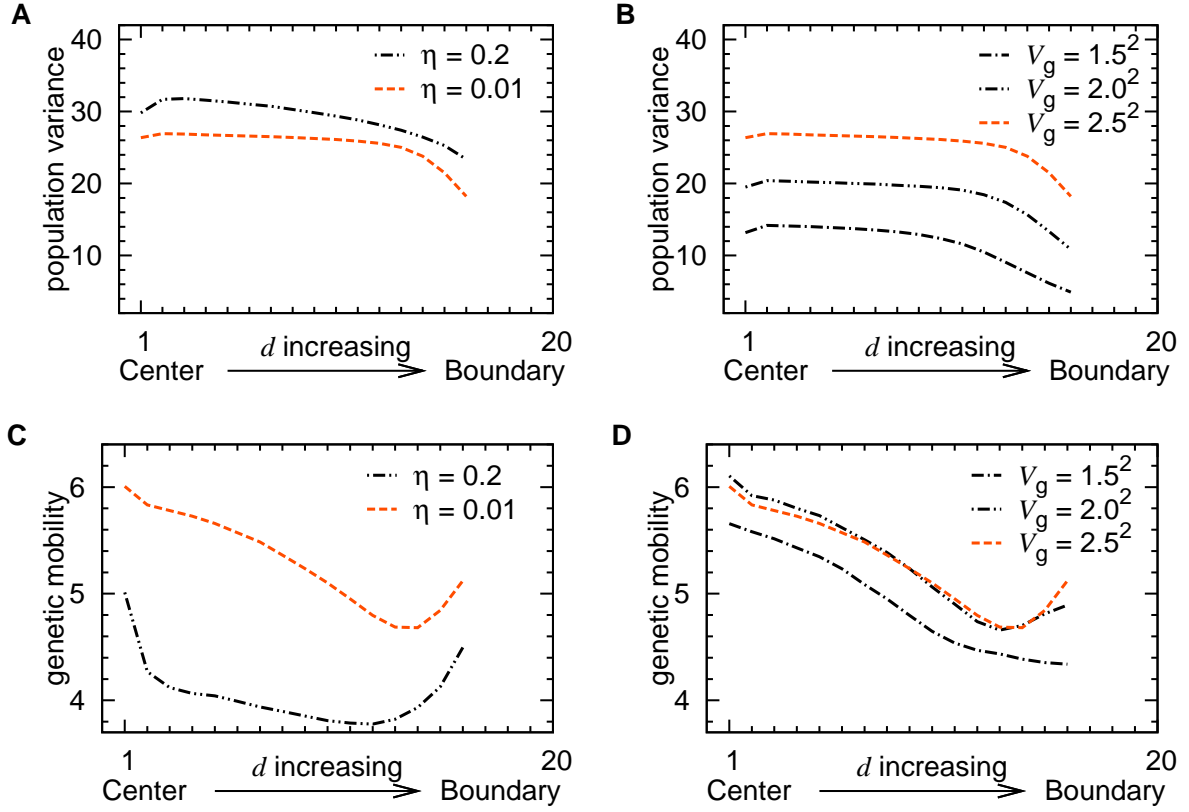 A
population variance
40
30
20
10
η = 0.2
η = 0.01
1
d increasing
20
Center
Boundary
B
population variance
40
30
20
10
Vg = 1.5²
Vg = 2.0²
Vg = 2.5²
1
d increasing
20
Center
Boundary
C
genetic mobility
6
5
4
η = 0.2
η = 0.01
1
d increasing
20
Center
Boundary
D
genetic mobility
6
5
4
Vg = 1.5²
Vg = 2.0²
Vg = 2.5²
1
d increasing
20
Center
Boundary